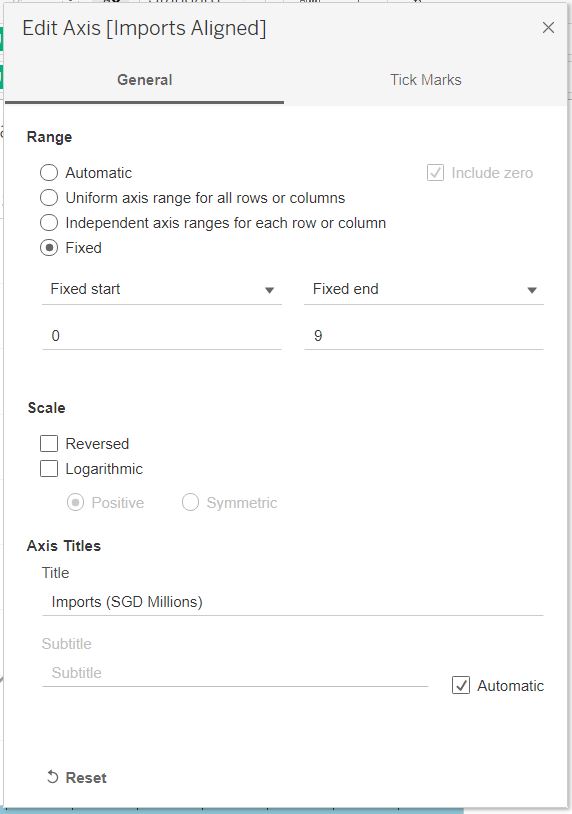 Edit Axis [Imports Aligned]
General Tick Marks
Range
Automatic Include zero
Uniform axis range for all rows or columns
Independent axis ranges for each row or column
Fixed
Fixed start Fixed end
0 9
Scale
Reversed
Logarithmic
Positive Symmetric
Axis Titles
Title
Imports (SGD Millions)
Subtitle
Subtitle
Automatic
Reset